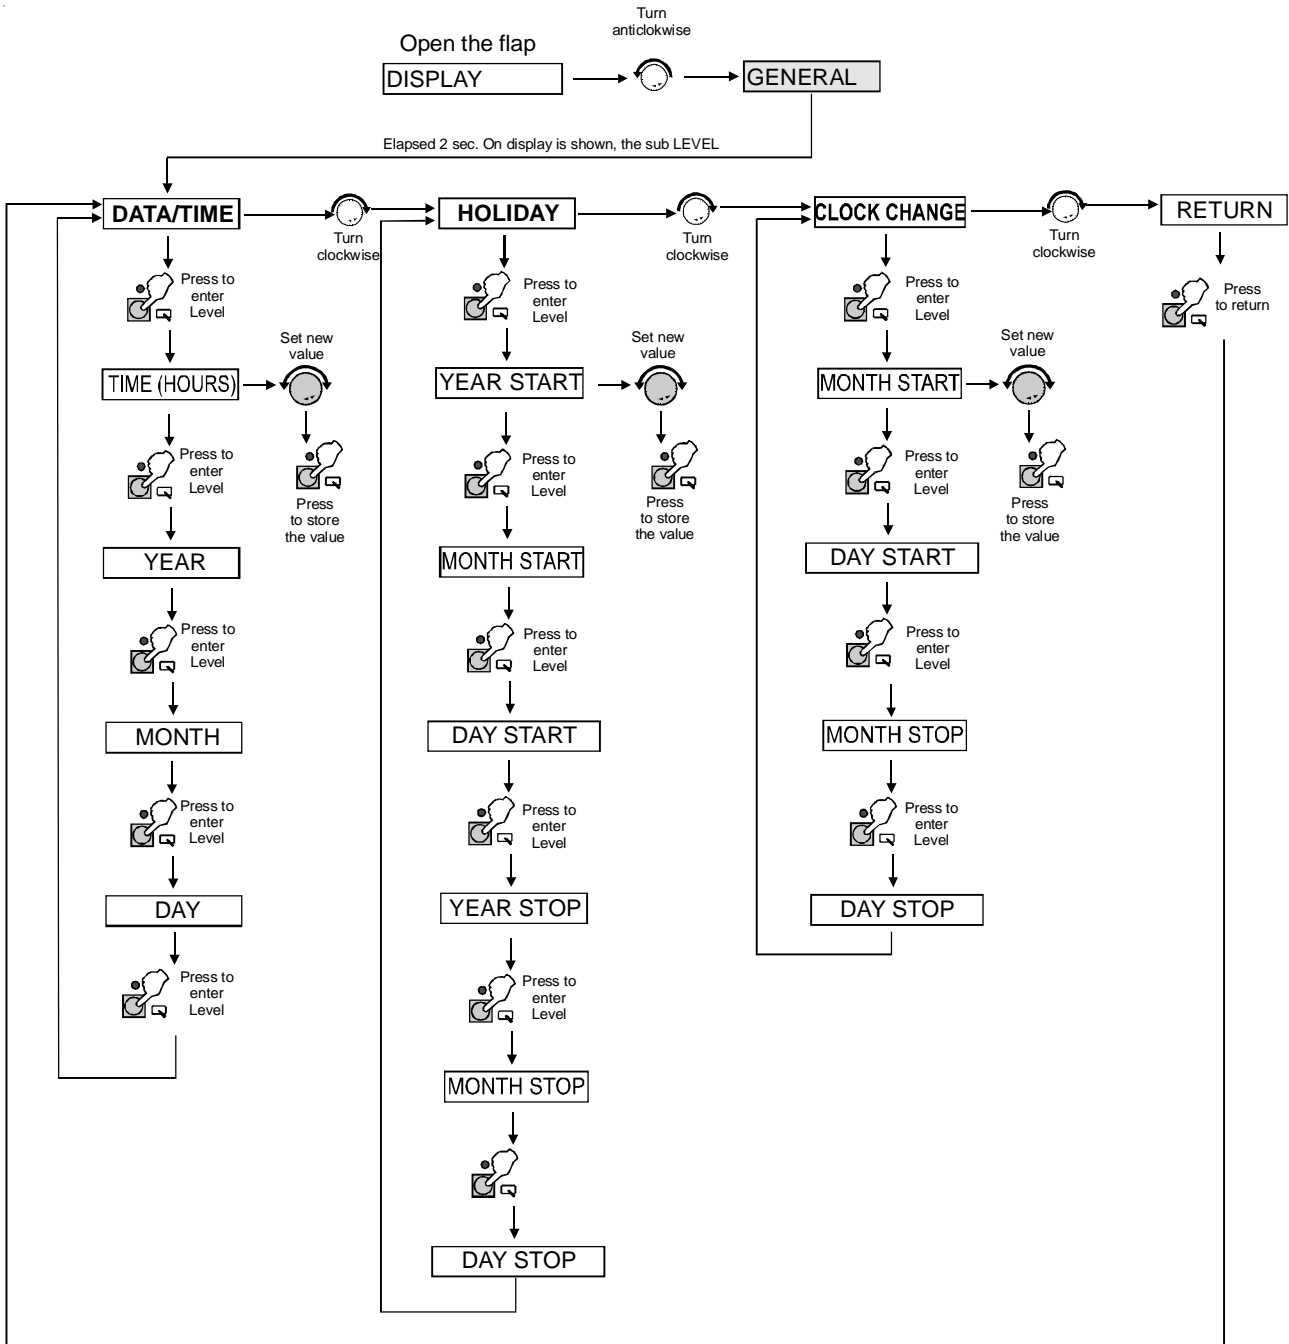 Turn
anticlokwise
Open the flap
DISPLAY
GENERAL
Elapsed 2 sec. On display is shown, the sub LEVEL
DATA/TIME
Turn
clockwise
HOLIDAY
Turn
clockwise
CLOCK CHANGE
Turn
clockwise
RETURN
Press
to return
Press to
enter
Level
TIME (HOURS)
Set new
value
Press
to store
the value
Press to
enter
Level
YEAR
Press to
enter
Level
MONTH
Press to
enter
Level
DAY
Press to
enter
Level
Press to
enter
Level
YEAR START
Set new
value
Press
to store
the value
Press to
enter
Level
MONTH START
Press to
enter
Level
DAY START
Press to
enter
Level
YEAR STOP
Press to
enter
Level
MONTH STOP
DAY STOP
Press to
enter
Level
MONTH START
Set new
value
Press
to store
the value
Press to
enter
Level
DAY START
Press to
enter
Level
MONTH STOP
Press to
enter
Level
DAY STOP